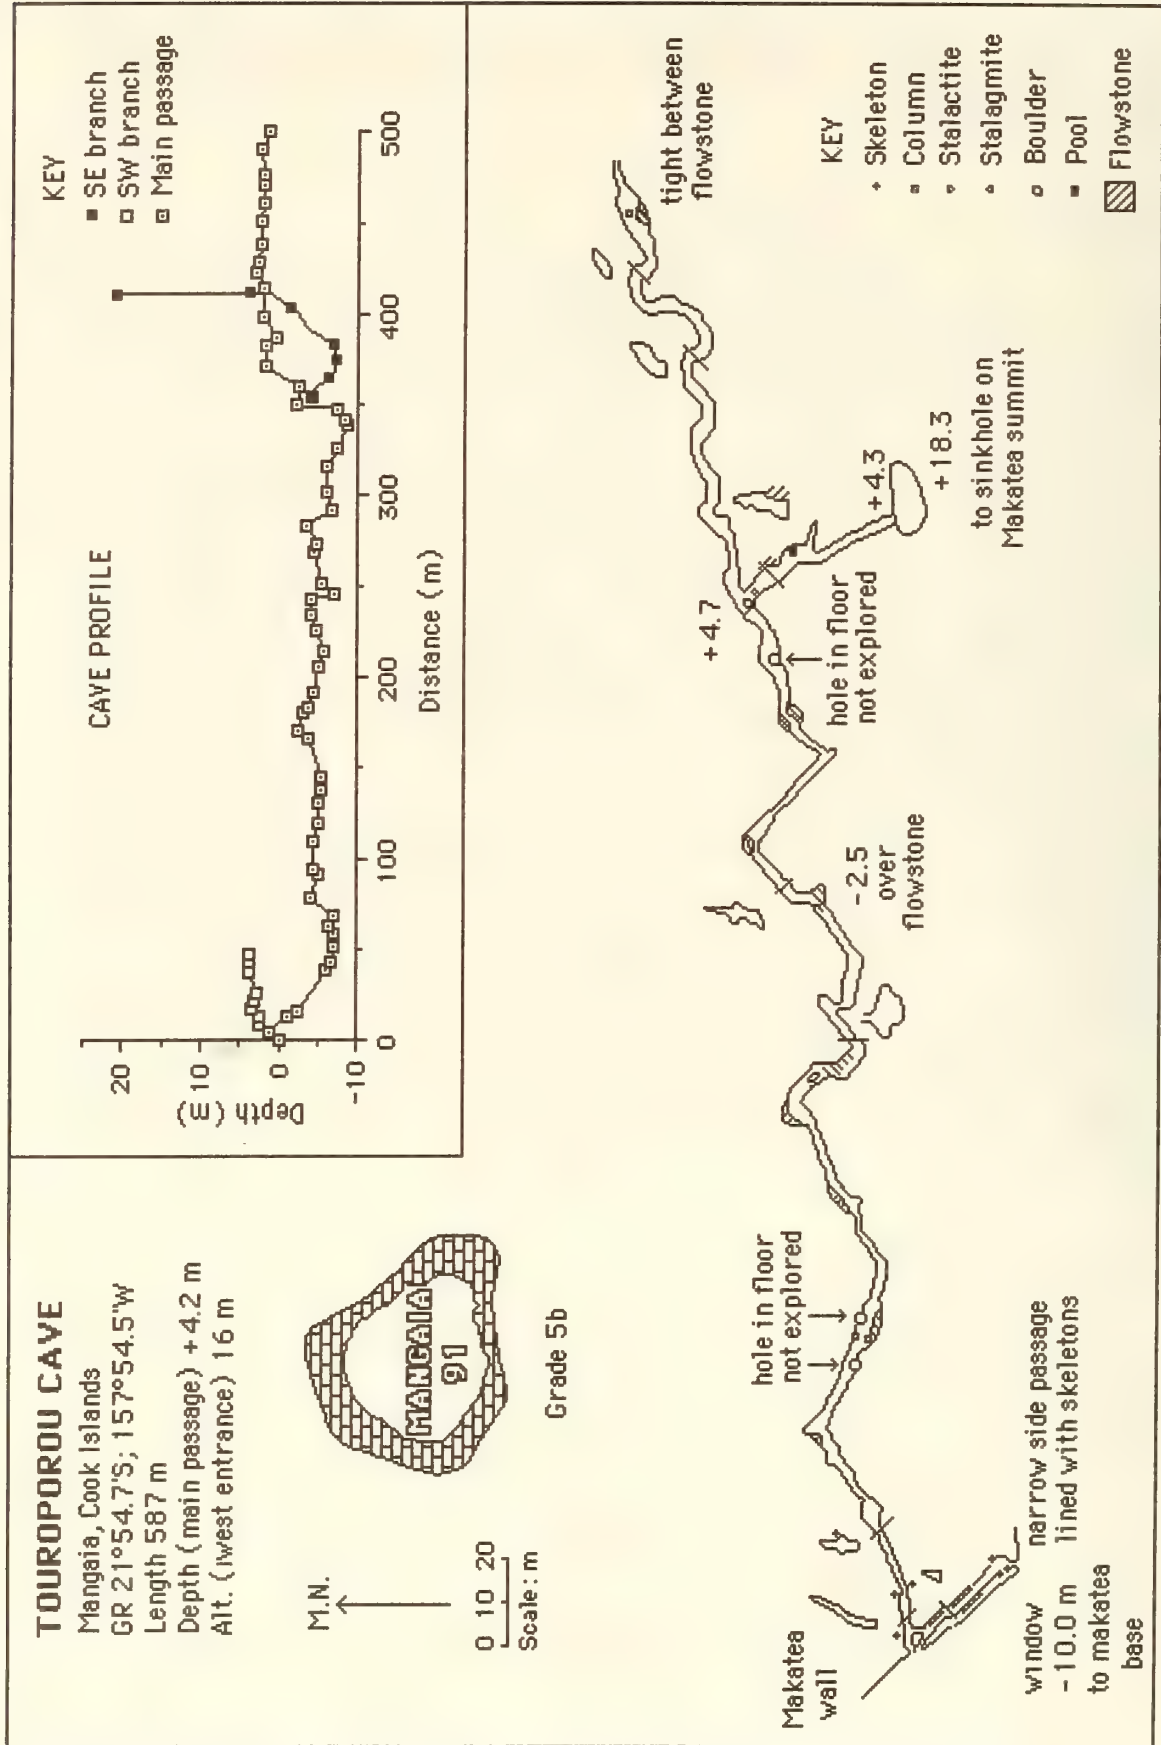 TOUROPOROU CAVE
Mangaia, Cook Islands
GR 21°54.7'S; 157°54.5"W
Length 587 m
Depth (main passage) +4.2 m
Alt. (lwest entrance) 16 m
M.N.
0 10 20
Scale: m
MANGAIA
91
Grade 5b
CAVE PROFILE
KEY
SE branch
SW branch
Main passage
Depth (m)
20
10
0
-10
0
100
200
300
400
500
Distance (m)
Makatea
wall
window
-10.0 m
to makatea
base
narrow side passage
lined with skeletons
hole in floor
not explored
-2.5
over
flowstone
hole in floor
not explored
+4.7
+4.3
+18.3
to sinkhole on
Makatea summit
tight between
flowstone
KEY
Skeleton
Column
Stalactite
Stalagmite
Boulder
Pool
Flowstone